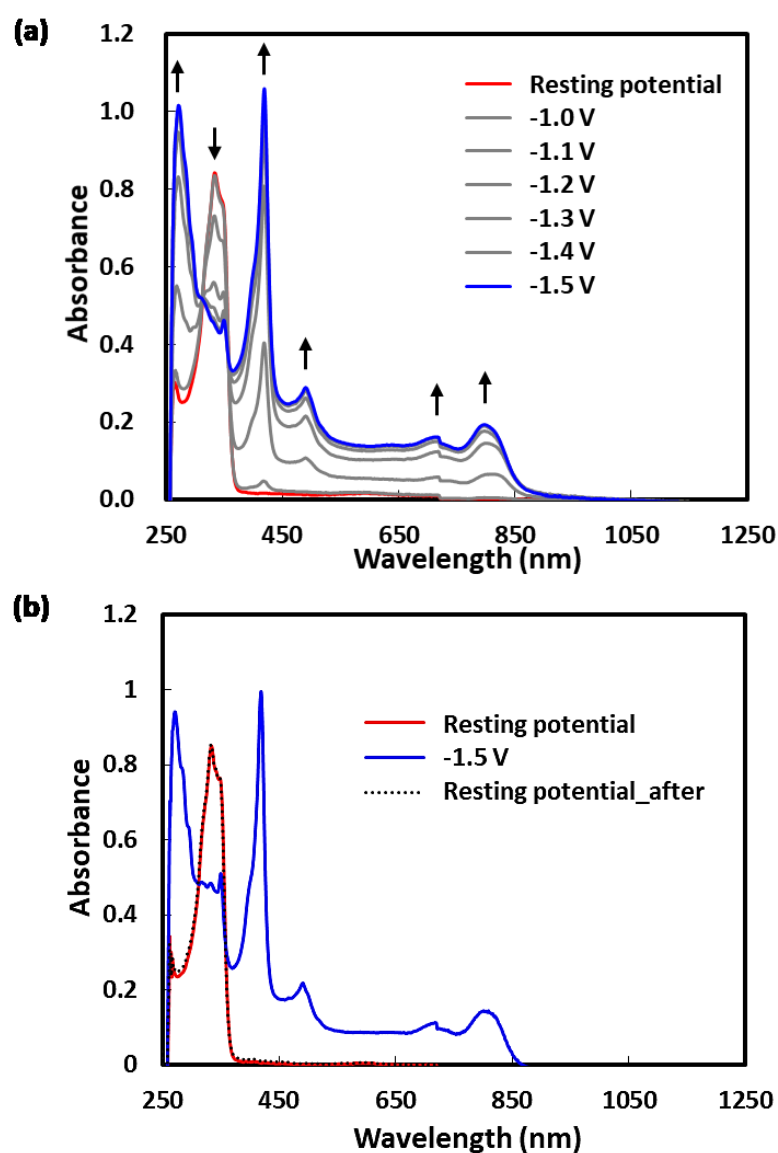 (a)
1.2
1.0
0.8
0.6
0.4
0.2
0.0
Absorbance
Resting potential
-1.0 V
-1.1 V
-1.2 V
-1.3 V
-1.4 V
-1.5 V
250 450 650 850 1050 1250
Wavelength (nm)
(b)
1.2
1
0.8
0.6
0.4
0.2
0
Absorbance
Resting potential
-1.5 V
Resting potential_after
250 450 650 850 1050 1250
Wavelength (nm)